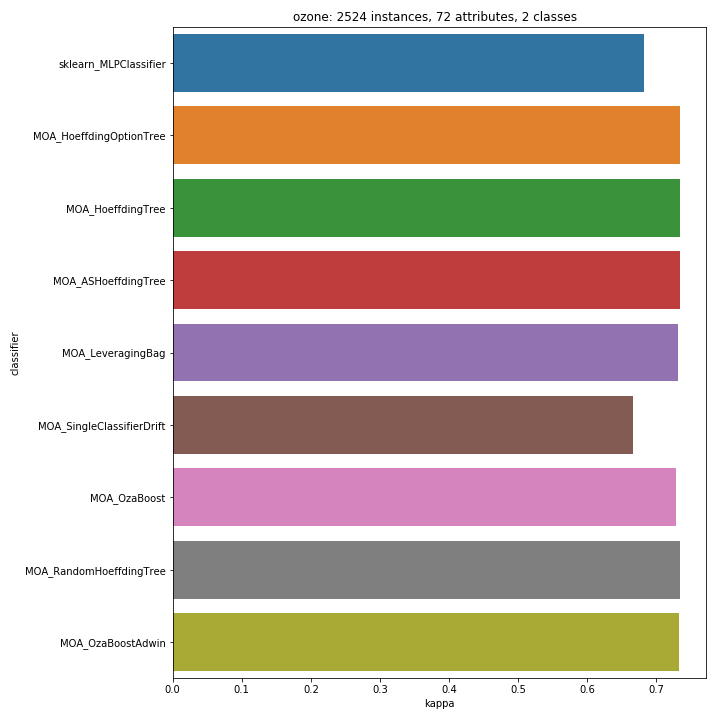 ozone: 2524 instances, 72 attributes, 2 classes
classifier
sklearn_MLPClassifier
MOA_HoeffdingOptionTree
MOA_HoeffdingTree
MOA_ASHoeffdingTree
MOA_LeveragingBag
MOA_SingleClassifierDrift
MOA_OzaBoost
MOA_RandomHoeffdingTree
MOA_OzaBoostAdwin
0.0 0.1 0.2 0.3 0.4 0.5 0.6 0.7
kappa